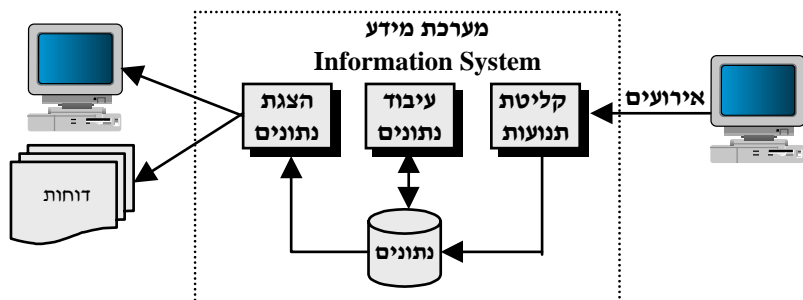 מערכת מידע
Information System
אירועים
קליטת
תנועות
עיבוד
נתונים
הצגת
נתונים
נתונים
דוחות